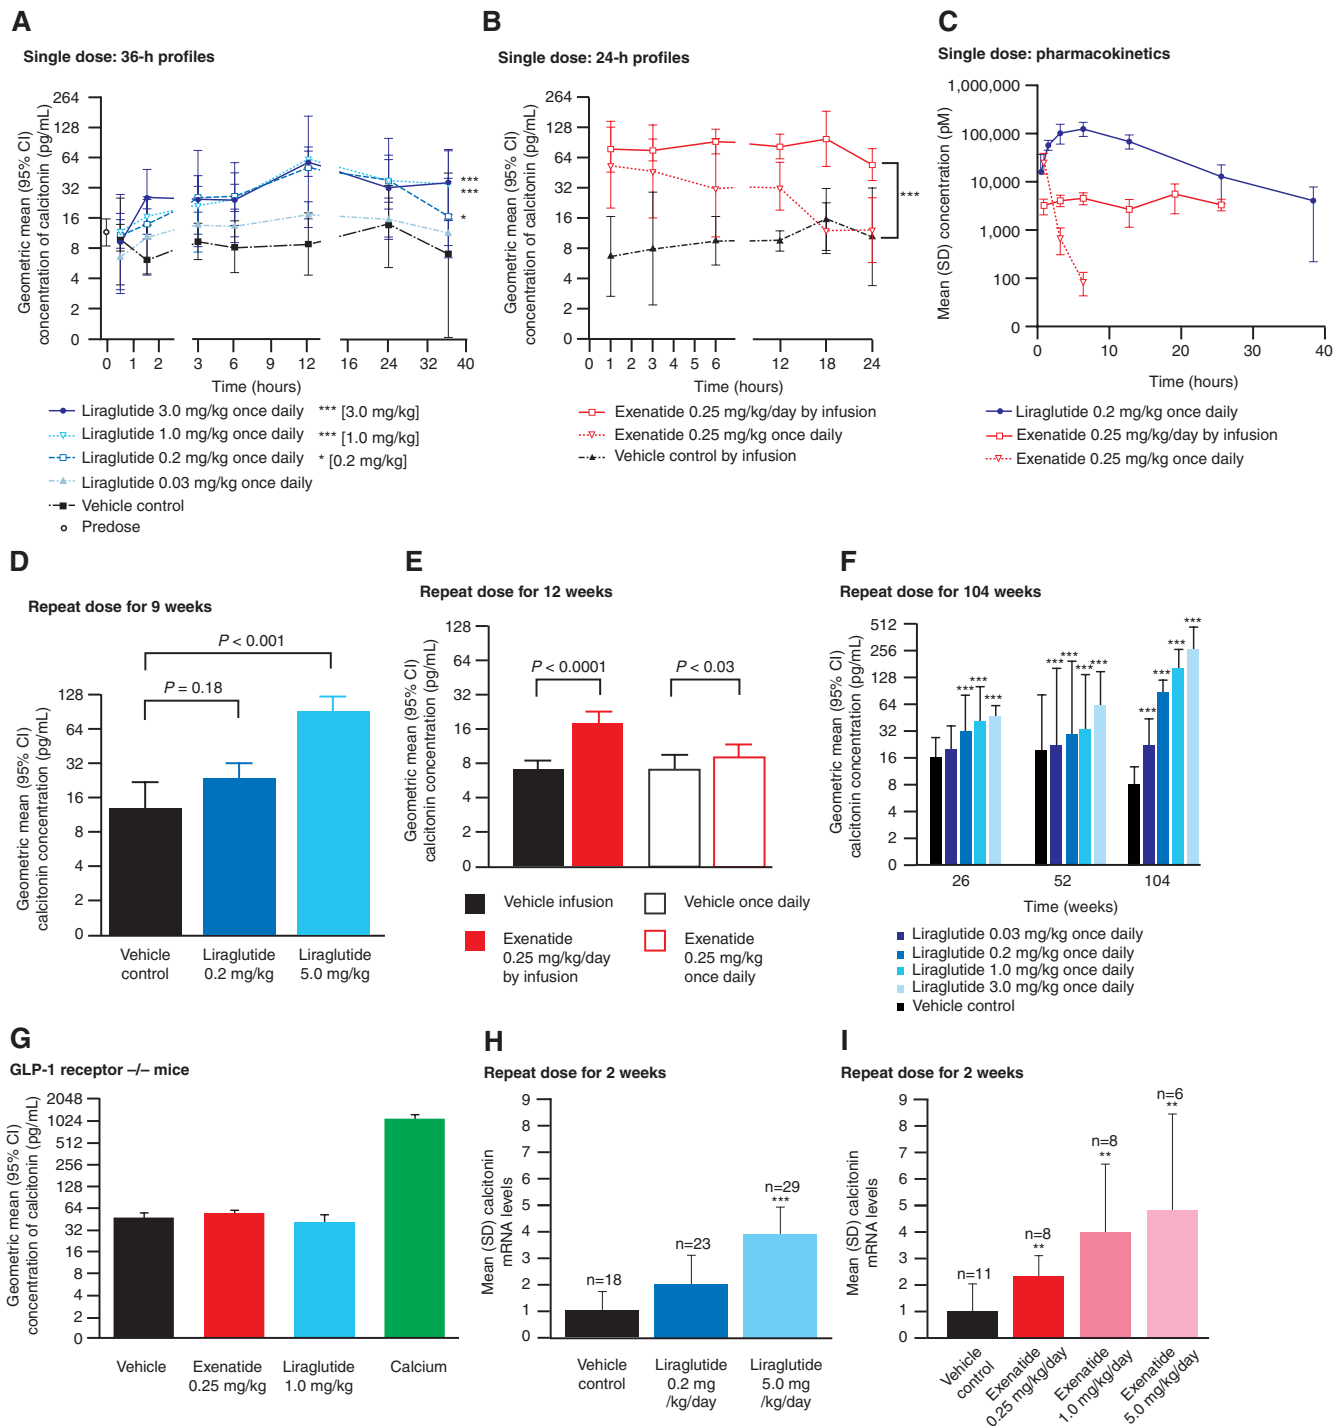 A
Single dose: 36-h profiles
Geometric mean (95% CI)
concentration of calcitonin (pg/mL)
264
128
64
32
16
8
4
2
0
0 1 2 3 6 9 12 16 24 32 40
Time (hours)
***
***
*
Liraglutide 3.0 mg/kg once daily *** [3.0 mg/kg]
Liraglutide 1.0 mg/kg once daily *** [1.0 mg/kg]
Liraglutide 0.2 mg/kg once daily * [0.2 mg/kg]
Liraglutide 0.03 mg/kg once daily
Vehicle control
Predose
B
Single dose: 24-h profiles
Geometric mean (95% CI)
concentration of calcitonin (pg/mL)
264
128
64
32
16
8
4
2
0
0 1 2 3 4 5 6 12 18 24
Time (hours)
***
Exenatide 0.25 mg/kg/day by infusion
Exenatide 0.25 mg/kg once daily
Vehicle control by infusion
C
Single dose: pharmacokinetics
Mean (SD) concentration (pM)
1,000,000
100,000
10,000
1,000
100
0
0 10 20 30 40
Time (hours)
Liraglutide 0.2 mg/kg once daily
Exenatide 0.25 mg/kg/day by infusion
Exenatide 0.25 mg/kg once daily
D
Repeat dose for 9 weeks
Geometric mean (95% CI)
calcitonin concentration (pg/mL)
128
64
32
16
8
4
2
0
P < 0.001
P = 0.18
Vehicle
control
Liraglutide
0.2 mg/kg
Liraglutide
5.0 mg/kg
E
Repeat dose for 12 weeks
Geometric mean (95% CI)
calcitonin concentration (pg/mL)
128
64
32
16
8
4
2
0
P < 0.0001
P < 0.03
Vehicle infusion
Vehicle once daily
Exenatide
0.25 mg/kg/day
by infusion
Exenatide
0.25 mg/kg
once daily
F
Repeat dose for 104 weeks
Geometric mean (95% CI)
calcitonin concentration (pg/mL)
512
256
128
64
32
16
8
4
2
0
*** *** ***
*** *** *** ***
*** *** *** ***
26 52 104
Time (weeks)
Liraglutide 0.03 mg/kg once daily
Liraglutide 0.2 mg/kg once daily
Liraglutide 1.0 mg/kg once daily
Liraglutide 3.0 mg/kg once daily
Vehicle control
G
GLP-1 receptor –/– mice
Geometric mean (95% CI)
concentration of calcitonin (pg/mL)
2048
1024
512
256
128
64
32
16
8
4
2
0
Vehicle
Exenatide
0.25 mg/kg
Liraglutide
1.0 mg/kg
Calcium
H
Repeat dose for 2 weeks
Mean (SD) calcitonin
mRNA levels
9
8
7
6
5
4
3
2
1
0
n=18
n=23
n=29
***
Vehicle
control
Liraglutide
0.2 mg
/kg/day
Liraglutide
5.0 mg
/kg/day
I
Repeat dose for 2 weeks
Mean (SD) calcitonin
mRNA levels
9
8
7
6
5
4
3
2
1
0
n=11
n=8
**
n=8
**
n=6
**
Vehicle
control
Exenatide
0.25 mg/kg/day
Exenatide
1.0 mg/kg/day
Exenatide
5.0 mg/kg/day